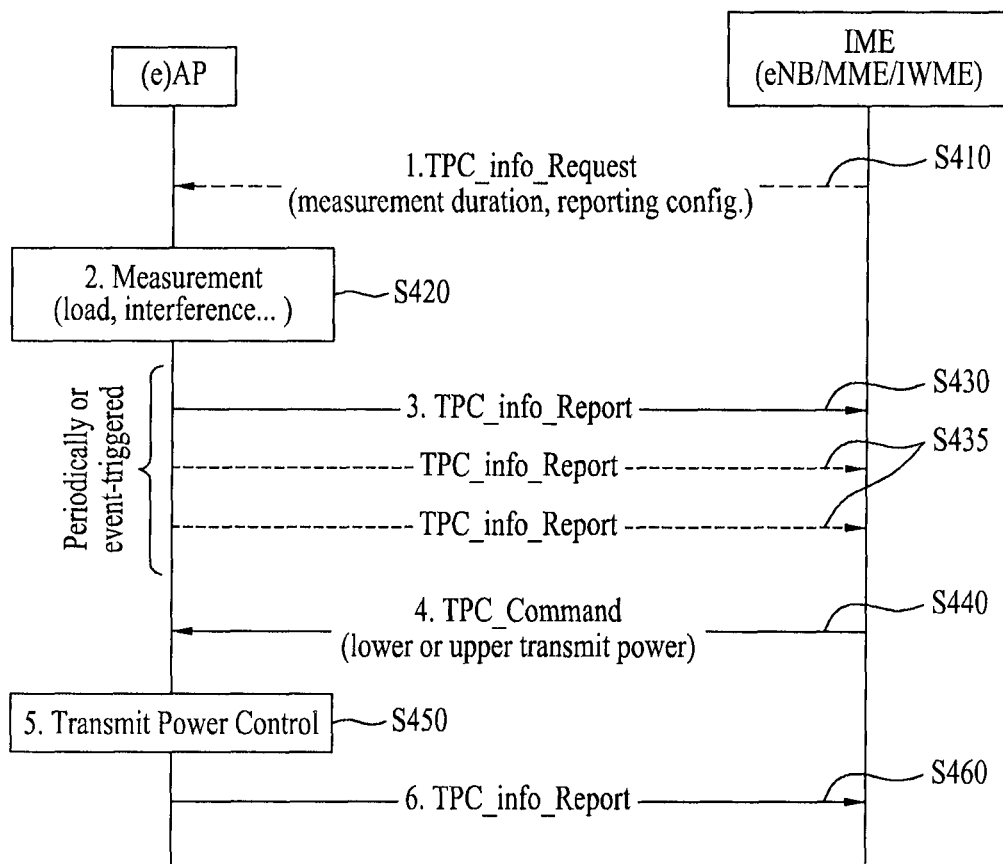 (e)AP
IME
(eNB/MME/IWME)
1.TPC_info_Request
(measurement duration, reporting config.)
S410
2. Measurement
(load, interference... )
S420
Periodically or
event-triggered
3. TPC_info_Report
S430
TPC_info_Report
S435
TPC_info_Report
4. TPC_Command
(lower or upper transmit power)
S440
5. Transmit Power Control
S450
6. TPC_info_Report
S460